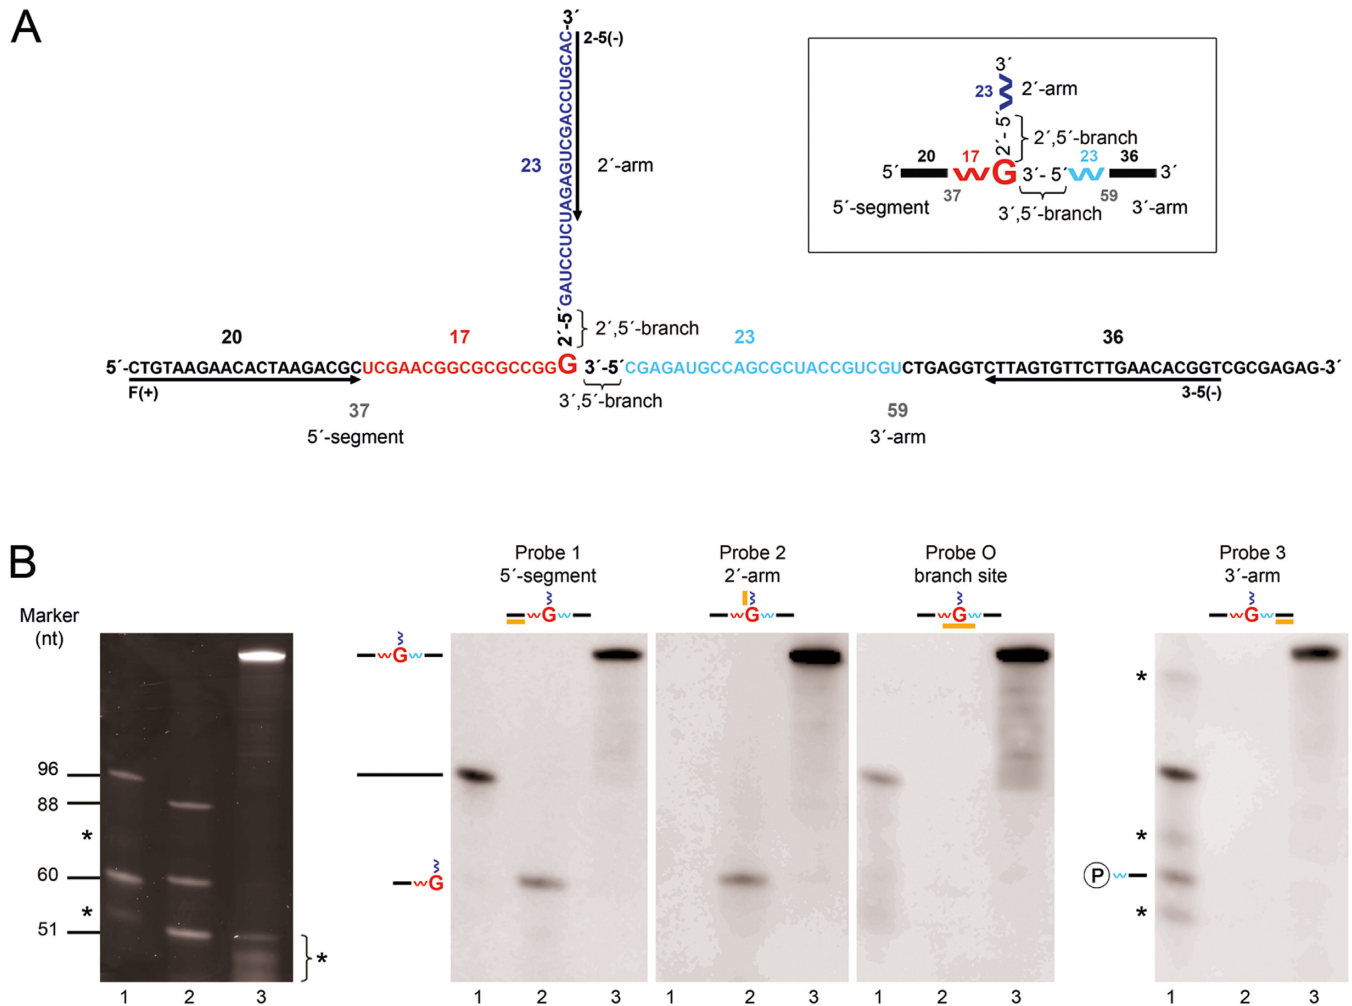 A
-3´
2-5(-)
GAUCCUCUAGAGUCGACCUGCAC
23
2´-arm
2´-5´
2´,5´-branch
20
17
23
36
5´-CTGTAAGAACACTAAGACGCUCGAACGGCGCGCCGGG 3´-5´CGAGAUGCCAGCGCUACCGUCGUCTGAGGTCTTAGTGTTCTTGAACACGGTCGCGAGAG-3´
F(+)
3´,5´-branch
3-5(-)
37
59
5´-segment
3´-arm
3´
23
2´-arm
2´- 5´
2´,5´-branch
20
17
23
36
5´
G
3´- 5´
3´
37
59
5´-segment
3´,5´-branch
3´-arm
B
Probe 1
5´-segment
G
Probe 2
2´-arm
G
Probe O
branch site
G
Probe 3
3´-arm
G
Marker
(nt)
96
88
*
60
*
51
*
G
G
*
*
P
*
1 2 3
1 2 3
1 2 3
1 2 3
1 2 3